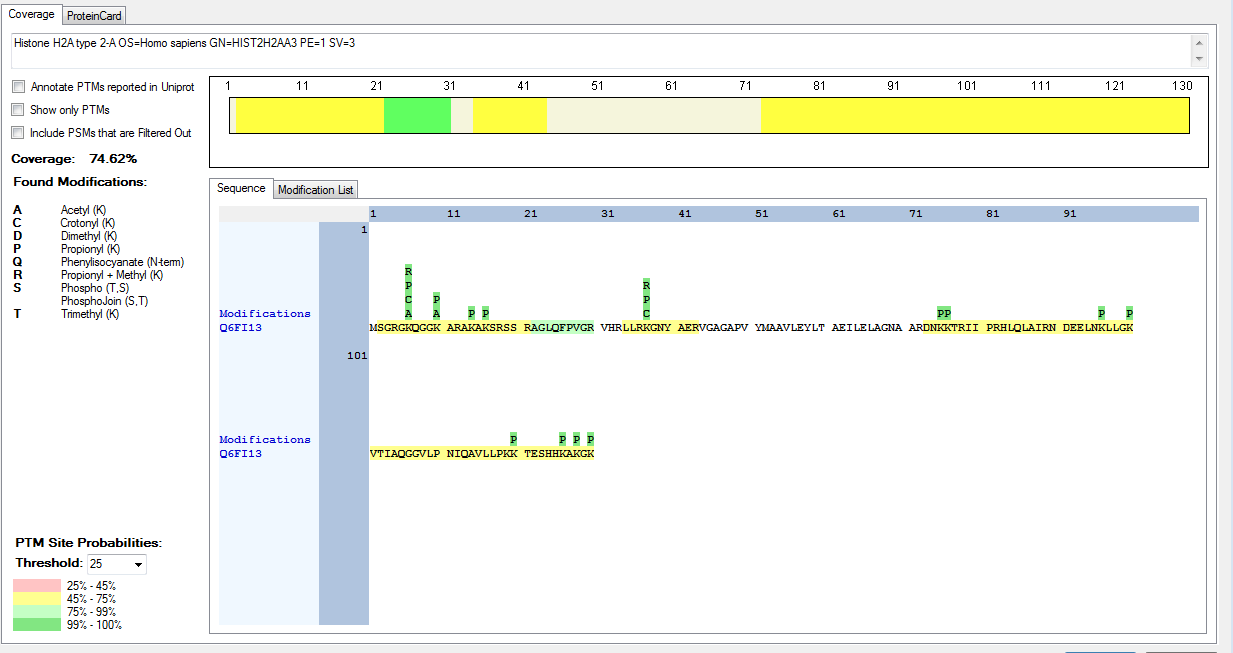 Coverage ProteinCard
Histone H2A type 2-A OS=Homo sapiens GN=HIST2H2AA3 PE=1 SV=3
Annotate PTMs reported in Uniprot
Show only PTMs
Include PSMs that are Filtered Out
Coverage: 74.62%
Found Modifications:
A Acetyl (K)
C Crotonyl (K)
D Dimethyl (K)
P Propionyl (K)
Q Phenylisocyanate (N-term)
R Propionyl + Methyl (K)
S Phospho (T,S)
PhosphoJoin (S,T)
T Trimethyl (K)
PTM Site Probabilities:
Threshold: 25
25% - 45%
45% - 75%
75% - 99%
99% - 100%
1 11 21 31 41 51 61 71 81 91 101 111 121 130
Sequence Modification List
1 11 21 31 41 51 61 71 81 91
1
R
P R
C P P
Modifications A A P P C PP P P
Q6FI13 MSGRGKQGGK ARAKAKSRSS RAGLQFPVGR VHRLLRKGNY AERVGAGAPV YMAAVLEYLT AEILELAGNA ARDNKKTRII PRHLQLAIRN DEELNKLLGK
101
Modifications P P P P
Q6FI13 VTIAQGGVLP NIQAVLLPKK TESHHKAKGK